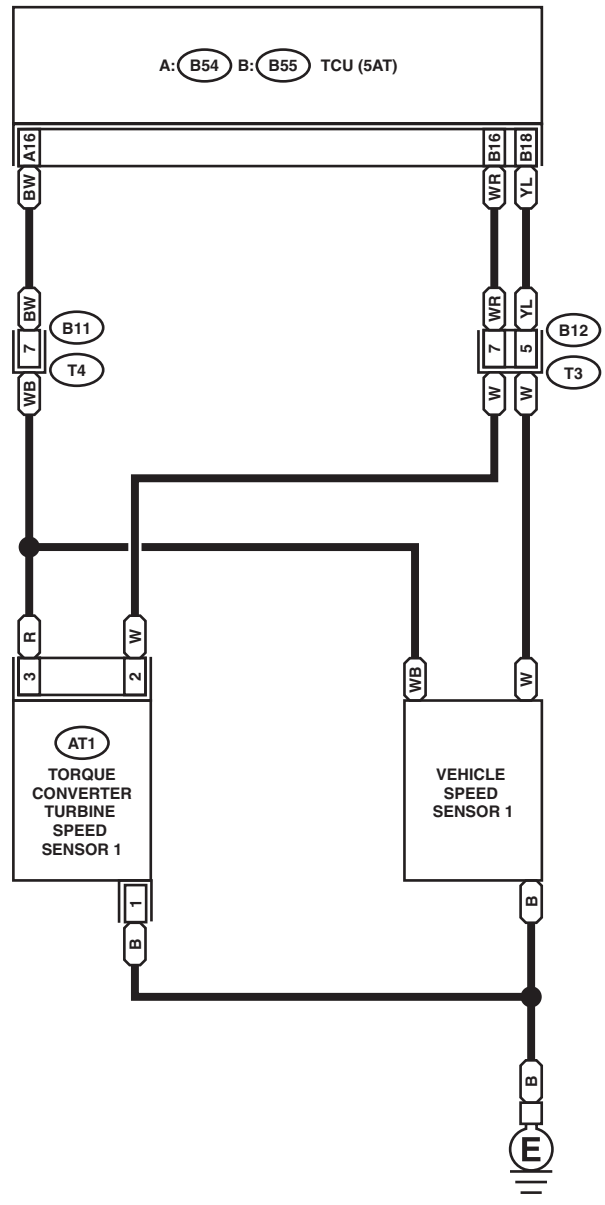 A: B54 B: B55 TCU (5AT)
A16 B16 B18
BW WR YL
BW WR YL
B11 B12
7 7 5
T4 T3
WB W W
R W
WB W
3 2
AT1
TORQUE
CONVERTER
TURBINE
SPEED
SENSOR 1
VEHICLE
SPEED
SENSOR 1
1
B
B
B
E